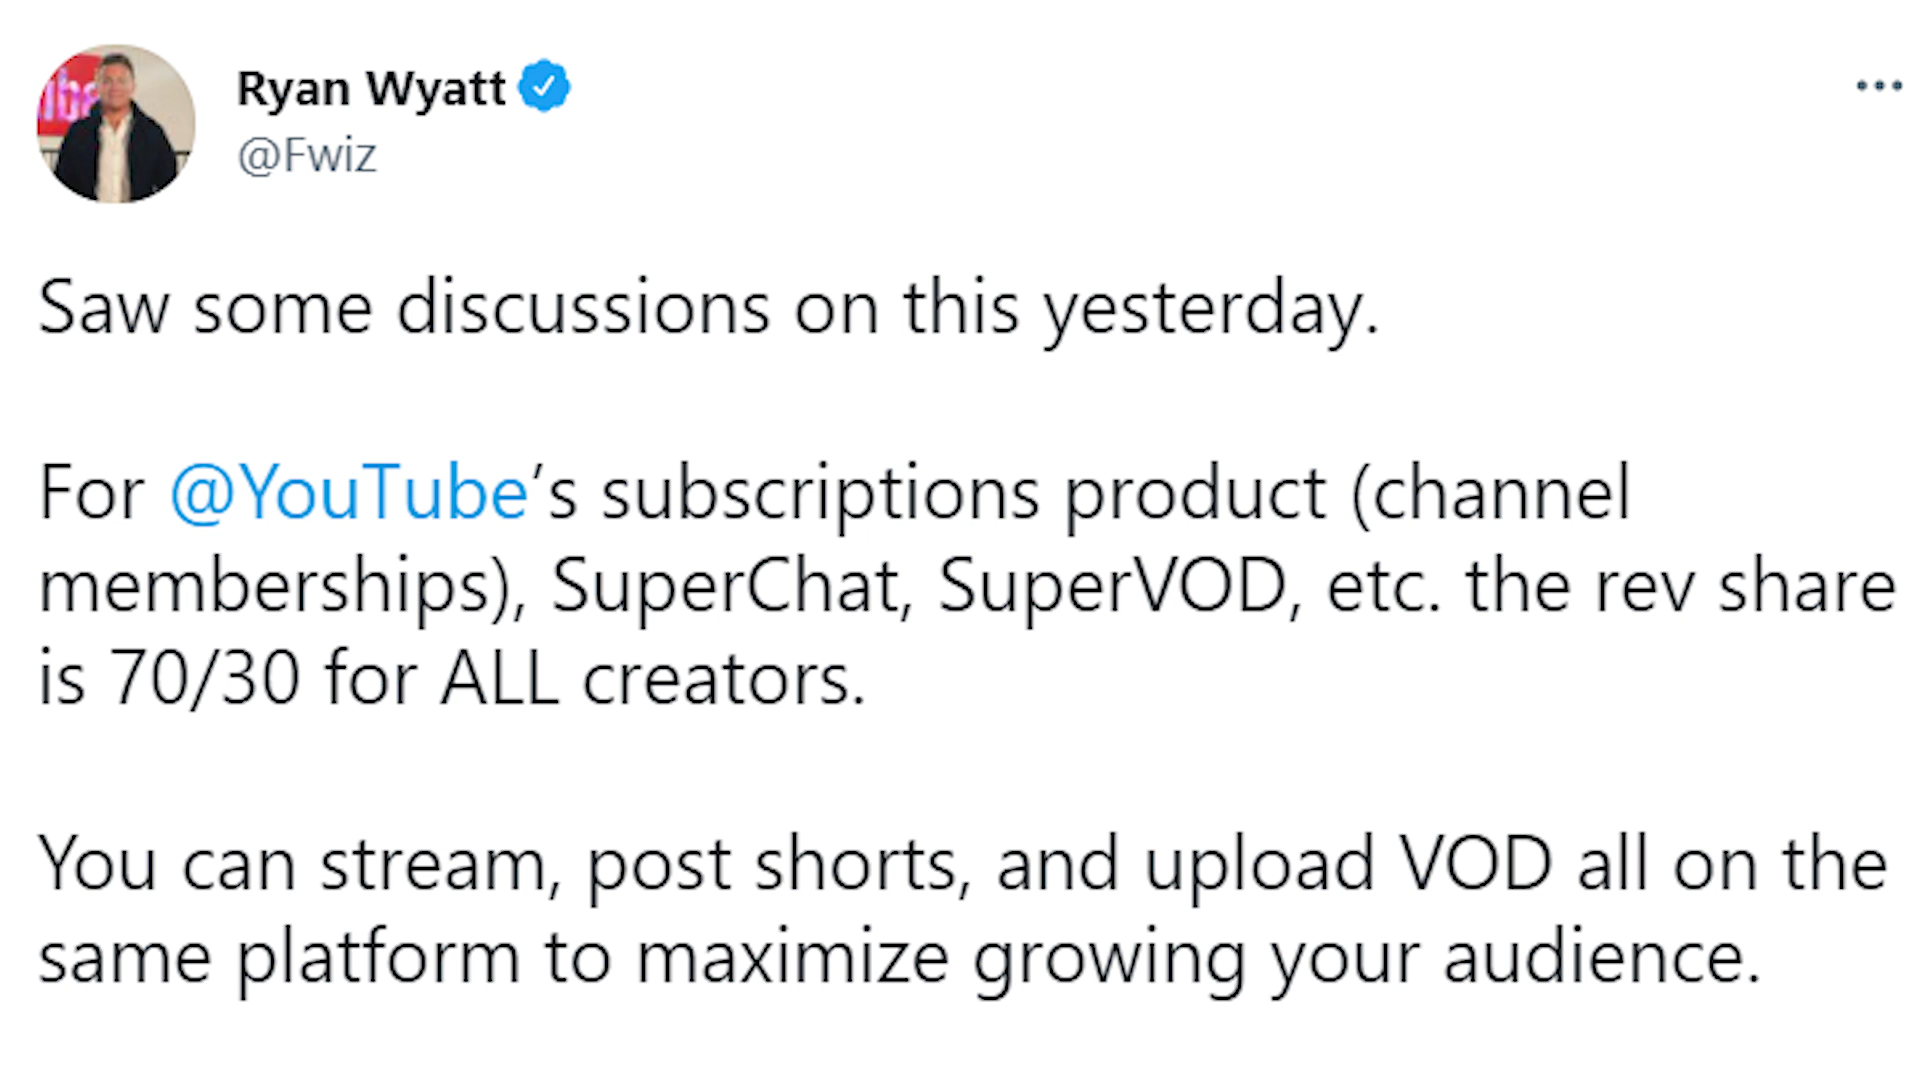 Ryan Wyatt
@Fwiz
Saw some discussions on this yesterday.
For @YouTube’s subscriptions product (channel
memberships), SuperChat, SuperVOD, etc. the rev share
is 70/30 for ALL creators.
You can stream, post shorts, and upload VOD all on the
same platform to maximize growing your audience.